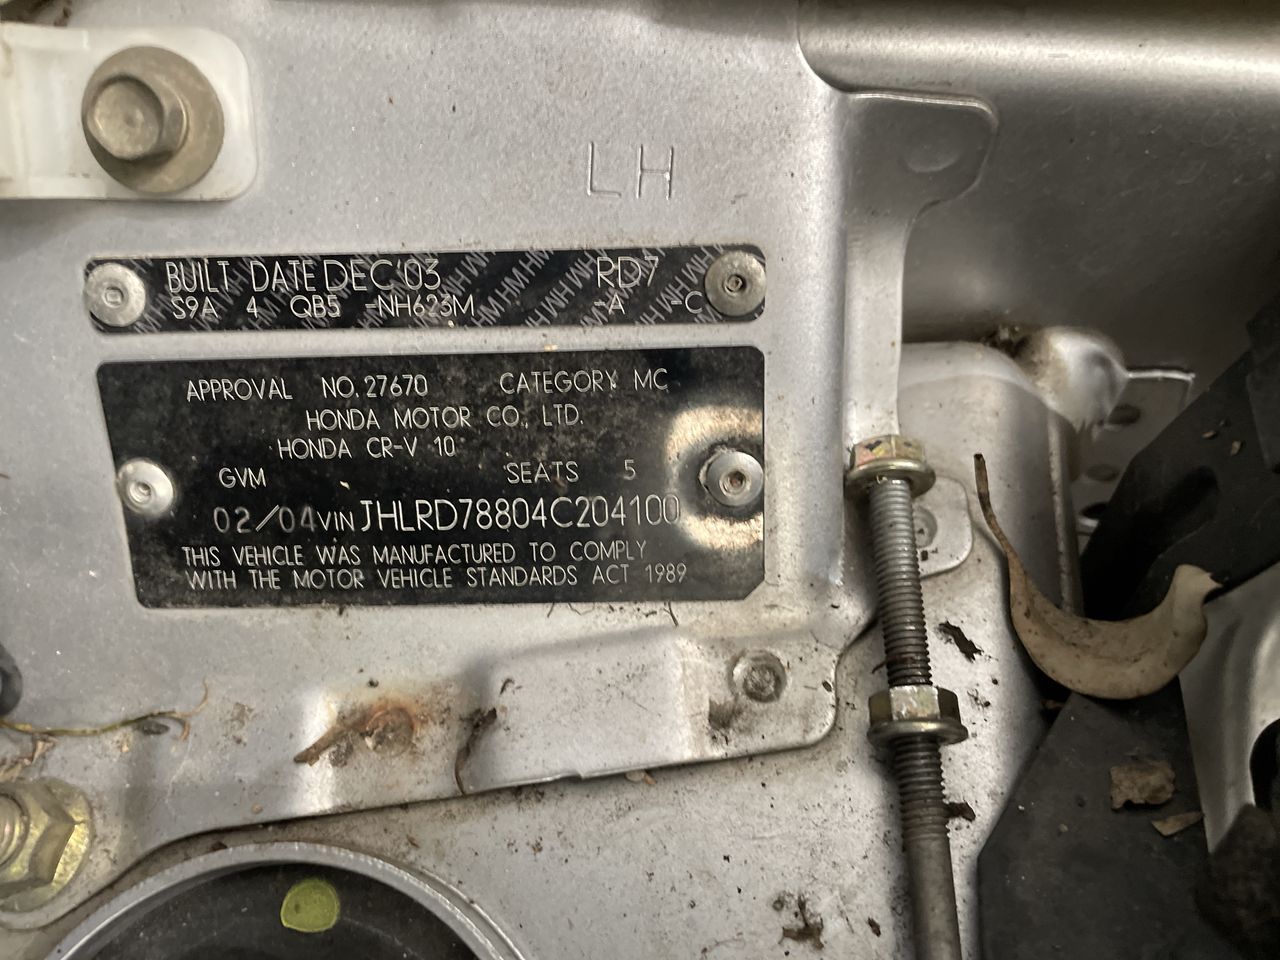 LH
BUILT DATE DEC '03 RD7
S9A 4 QB5 -NH623M -A -C
APPROVAL NO. 27670 CATEGORY MC
HONDA MOTOR CO., LTD.
HONDA CR-V 10
GVM SEATS 5
02/04 VIN JHLRD78804C204100
THIS VEHICLE WAS MANUFACTURED TO COMPLY
WITH THE MOTOR VEHICLE STANDARDS ACT 1989